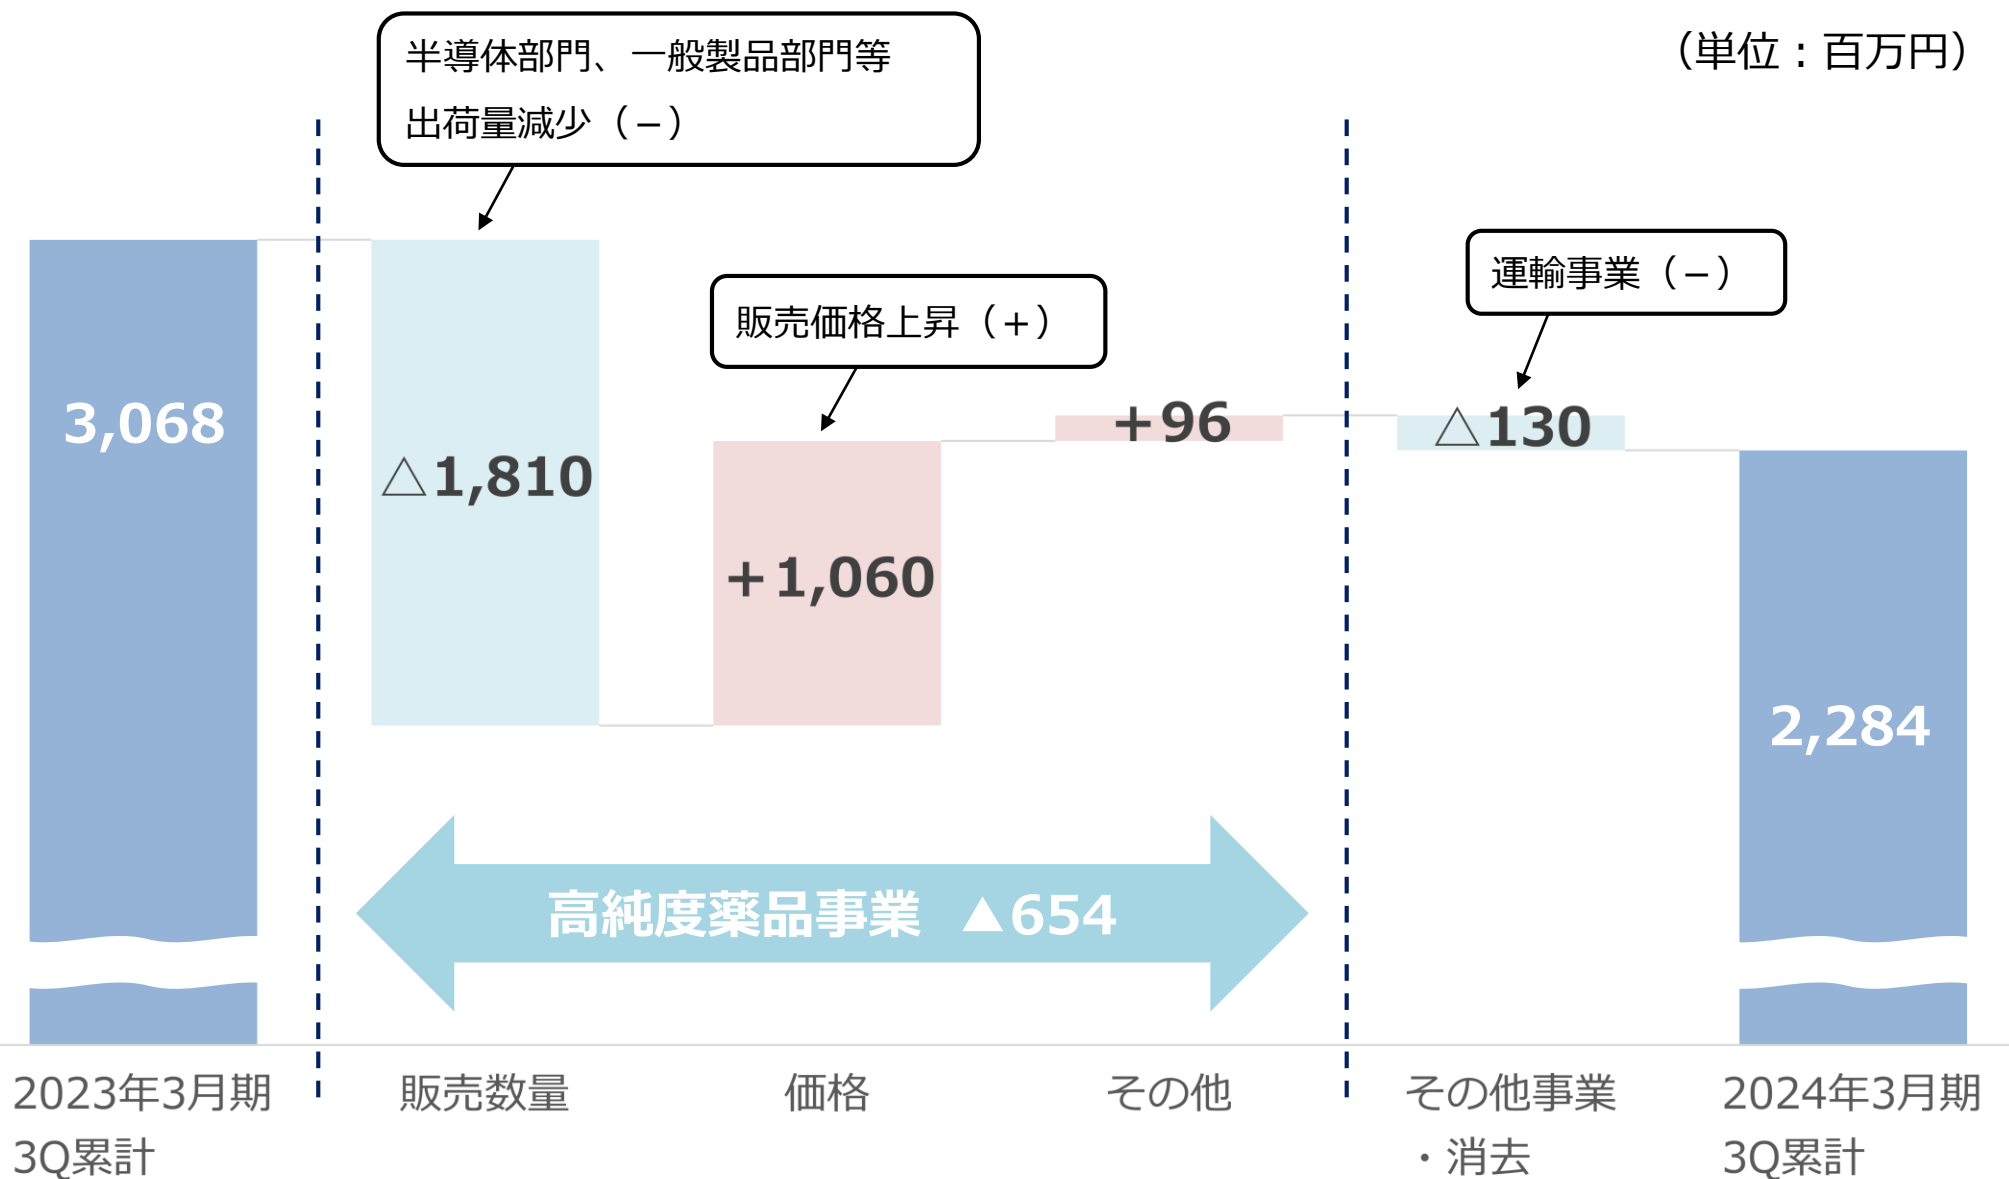 半導体部門、一般製品部門等
出荷量減少（－）
（単位：百万円）
販売価格上昇（+）
運輸事業（－）
3,068
△1,810
+1,060
+96
△130
2,284
高純度薬品事業 ▲654
2023年3月期
3Q累計
販売数量
価格
その他
その他事業
・消去
2024年3月期
3Q累計